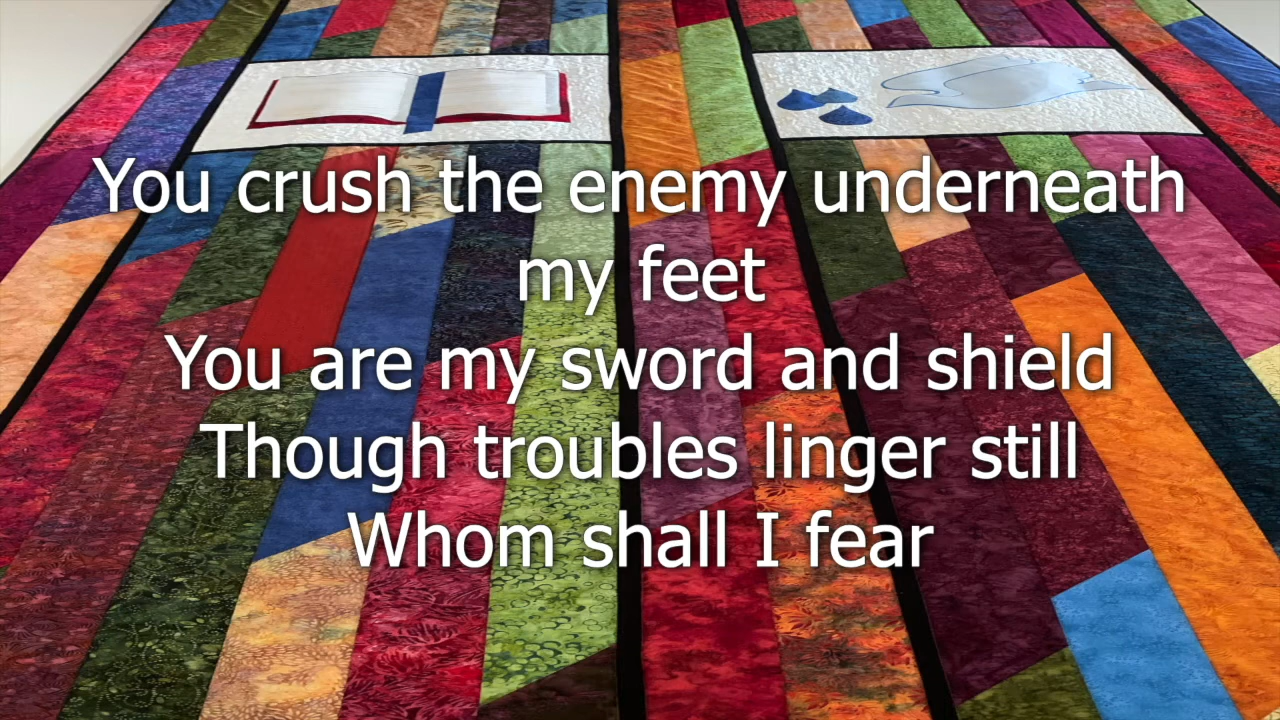 You crush the enemy underneath
my feet
You are my sword and shield
Though troubles linger still
Whom shall I fear